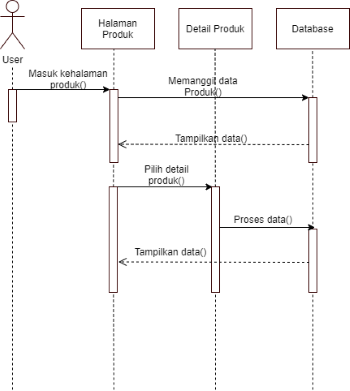 Halaman
Produk
Detail Produk
Database
User
Masuk kehalaman
produk()
Memanggil data
Produk()
Tampilkan data()
Pilih detail
produk()
Proses data()
Tampilkan data()